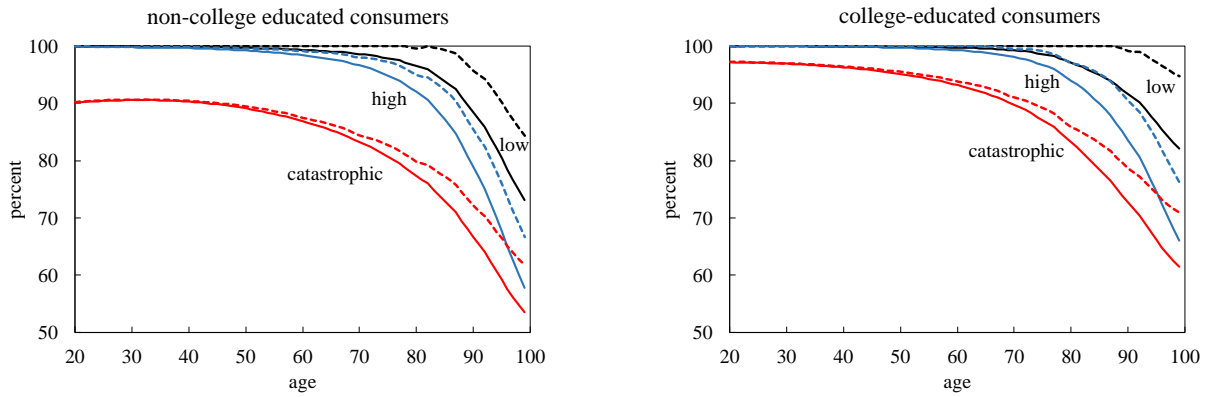 non-college educated consumers
percent
100
90
80
70
60
50
high
low
catastrophic
20 30 40 50 60 70 80 90 100
age
college-educated consumers
percent
100
90
80
70
60
50
high
low
catastrophic
20 30 40 50 60 70 80 90 100
age